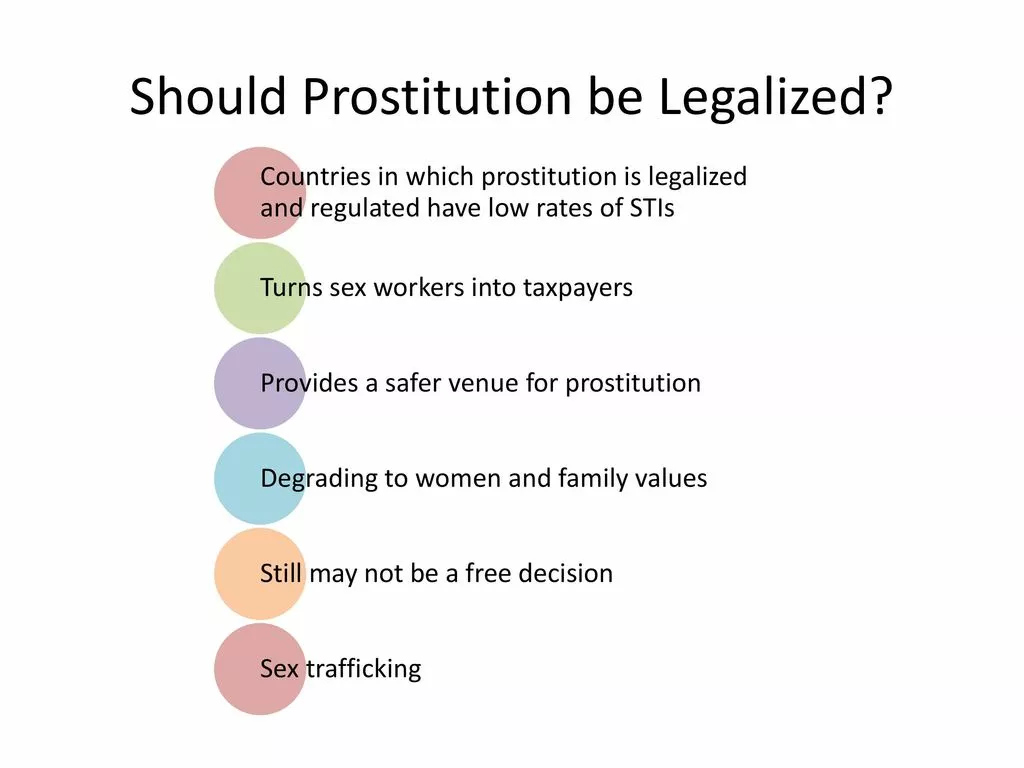 Should Prostitution be Legalized?
Countries in which prostitution is legalized
and regulated have low rates of STIs
Turns sex workers into taxpayers
Provides a safer venue for prostitution
Degrading to women and family values
Still may not be a free decision
Sex trafficking